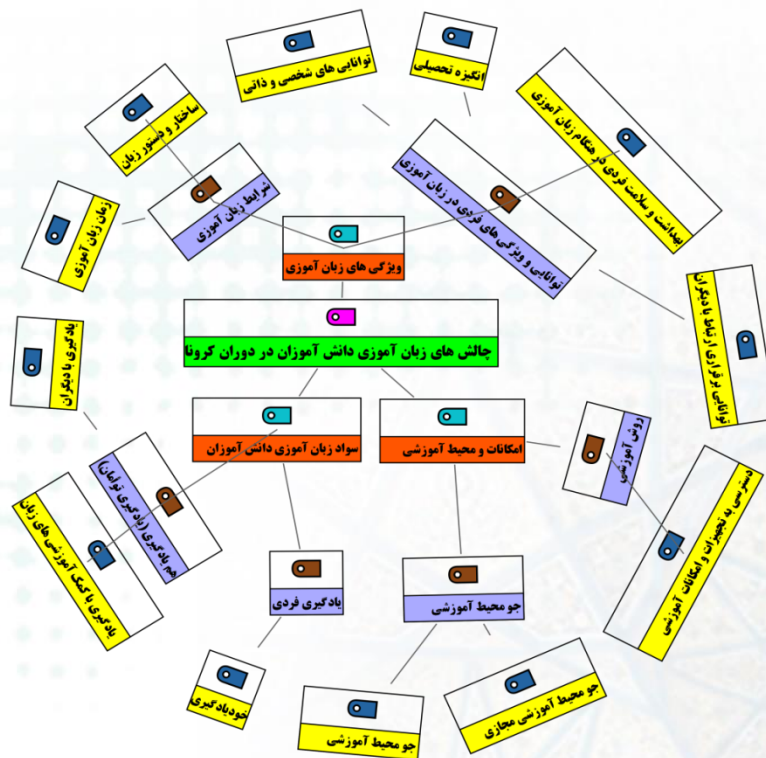 توانایی های شخصی و ذاتی
انگیزه تحصیلی
بهداشت و سلامت فردی در هنگام زبان آموزی
ساختار و دستور زبان
شرایط زبان آموزی
توانایی و ویژگی های فردی در زبان آموزی
زمان زبان آموزی
ویژگی های زبان آموزی
توانایی برقراری ارتباط با دیگران
چالش های زبان آموزی دانش آموزان در دوران کرونا
یادگیری با دیگران
سواد زبان آموزی دانش آموزان
امکانات و محیط آموزشی
روش آموزشی
هم یادگیری (یادگیری توامان)
یادگیری با کمک آموزشی های زبان
دسترسی به تجهیزات و امکانات آموزشی
یادگیری فردی
جو محیط آموزشی
خودیادگیری
جو محیط آموزشی
جو محیط آموزشی مجازی